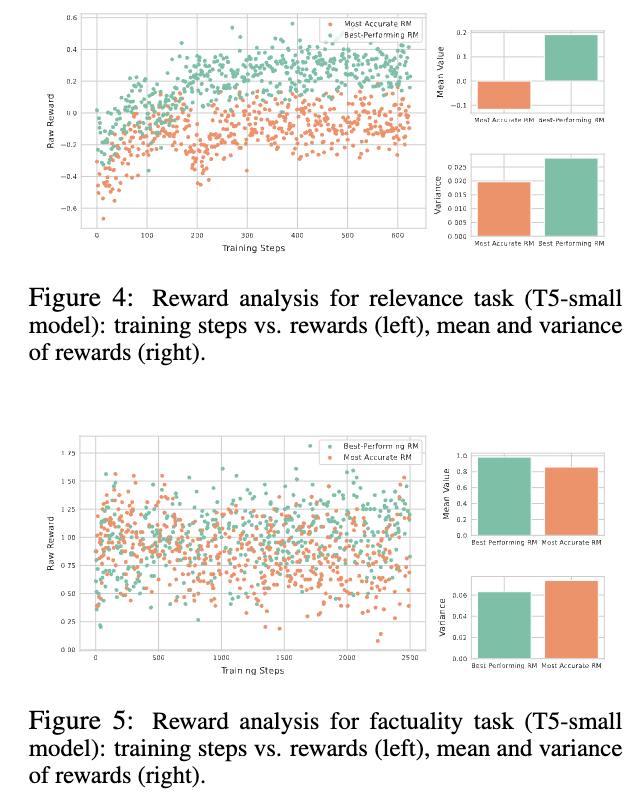 0.6
0.4
0.2
0.0
−0.2
−0.4
−0.6
Raw Reward
Most Accurate RM
Best-Performing RM
0 100 200 300 400 500 600
Training Steps
0.2
0.1
0.0
−0.1
Mean Value
Most Accurate RM Best-Performing RM
0.025
0.020
0.015
0.010
0.005
0.000
Variance
Most Accurate RM Best Performing RM
Figure 4: Reward analysis for relevance task (T5-small
model): training steps vs. rewards (left), mean and variance
of rewards (right).
1.75
1.50
1.25
1.00
0.75
0.50
0.25
0.00
Raw Reward
Best-Performing RM
Most Accurate RM
0 500 1000 1500 2000 2500
Training Steps
1.0
0.8
0.6
0.4
0.2
0.0
Mean Value
Best Performing RM Most Accurate RM
0.06
0.04
0.02
0.00
Variance
Best Performing RM Most Accurate RM
Figure 5: Reward analysis for factuality task (T5-small
model): training steps vs. rewards (left), mean and variance
of rewards (right).